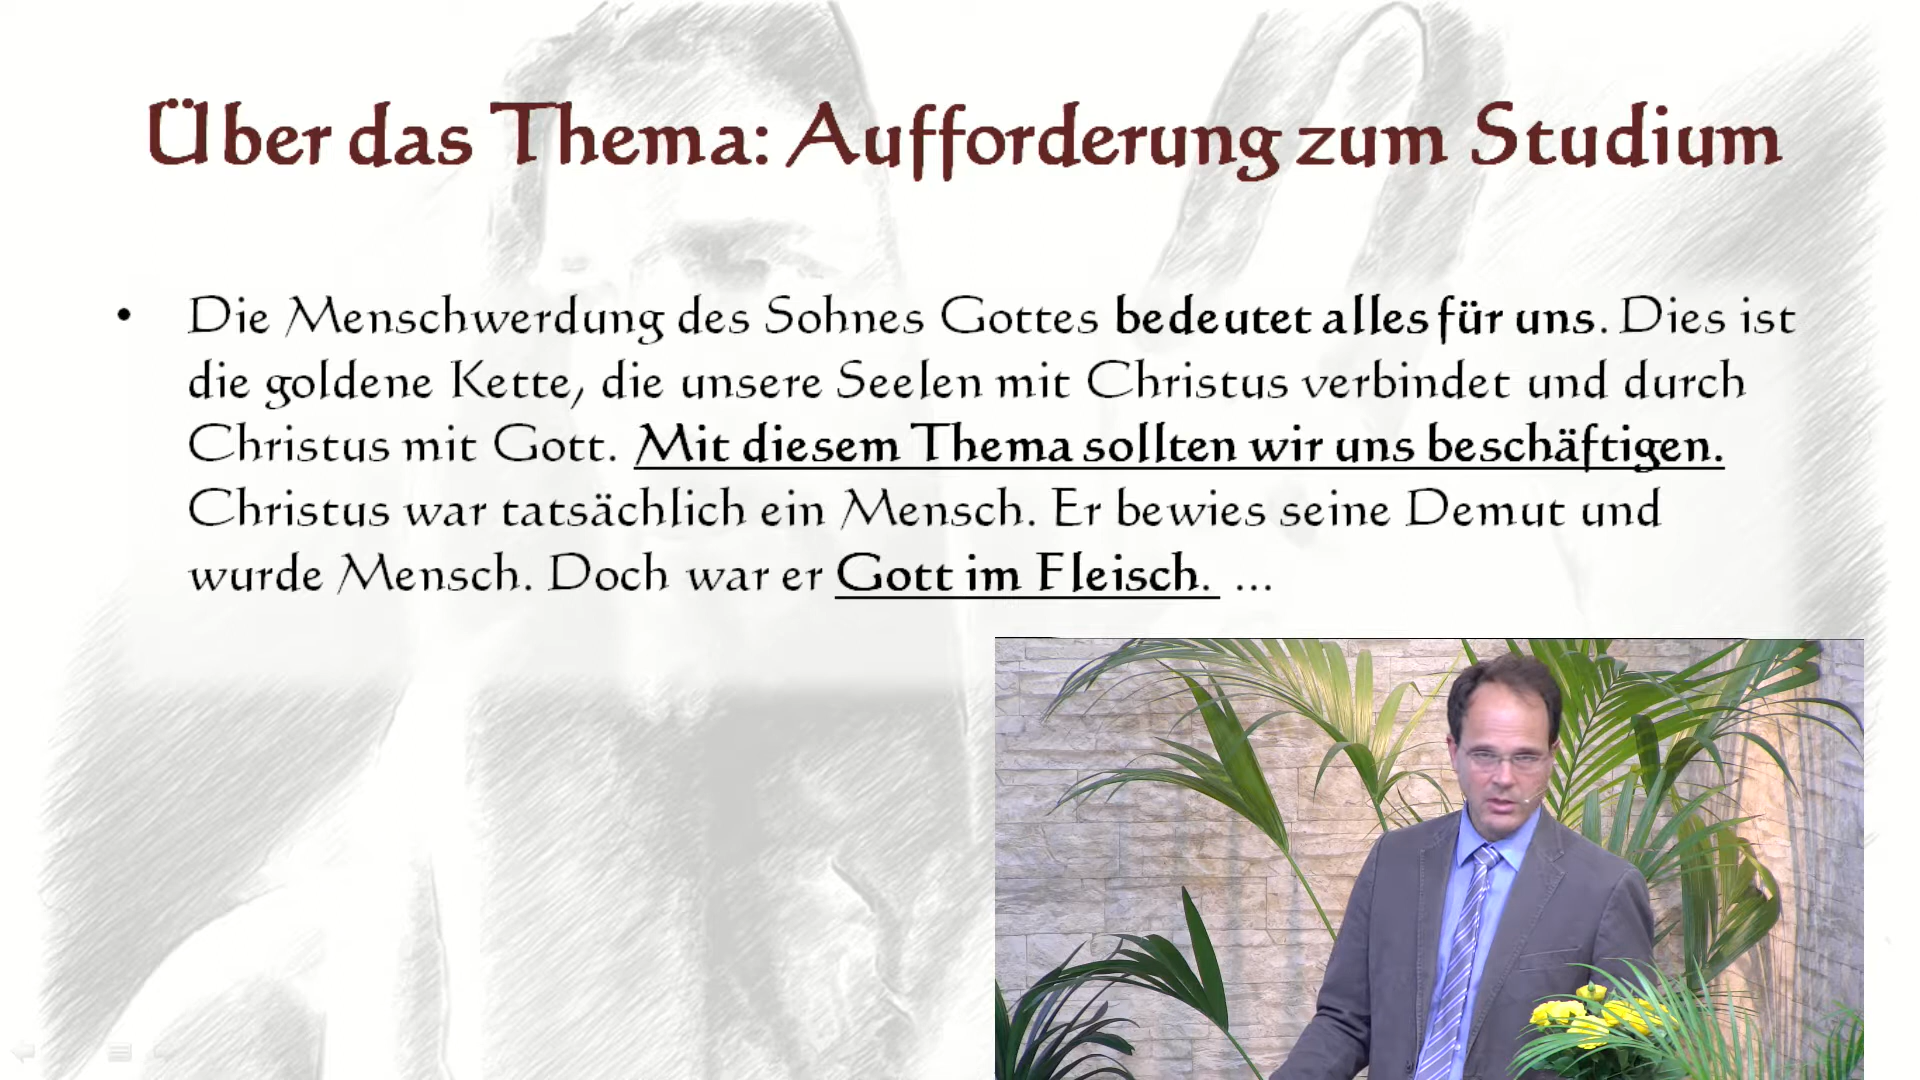 Über das Thema: Aufforderung zum Studium
• Die Menschwerdung des Sohnes Gottes bedeutet alles für uns. Dies ist
die goldene Kette, die unsere Seelen mit Christus verbindet und durch
Christus mit Gott. Mit diesem Thema sollten wir uns beschäftigen.
Christus war tatsächlich ein Mensch. Er bewies seine Demut und
wurde Mensch. Doch war er Gott im Fleisch. ...